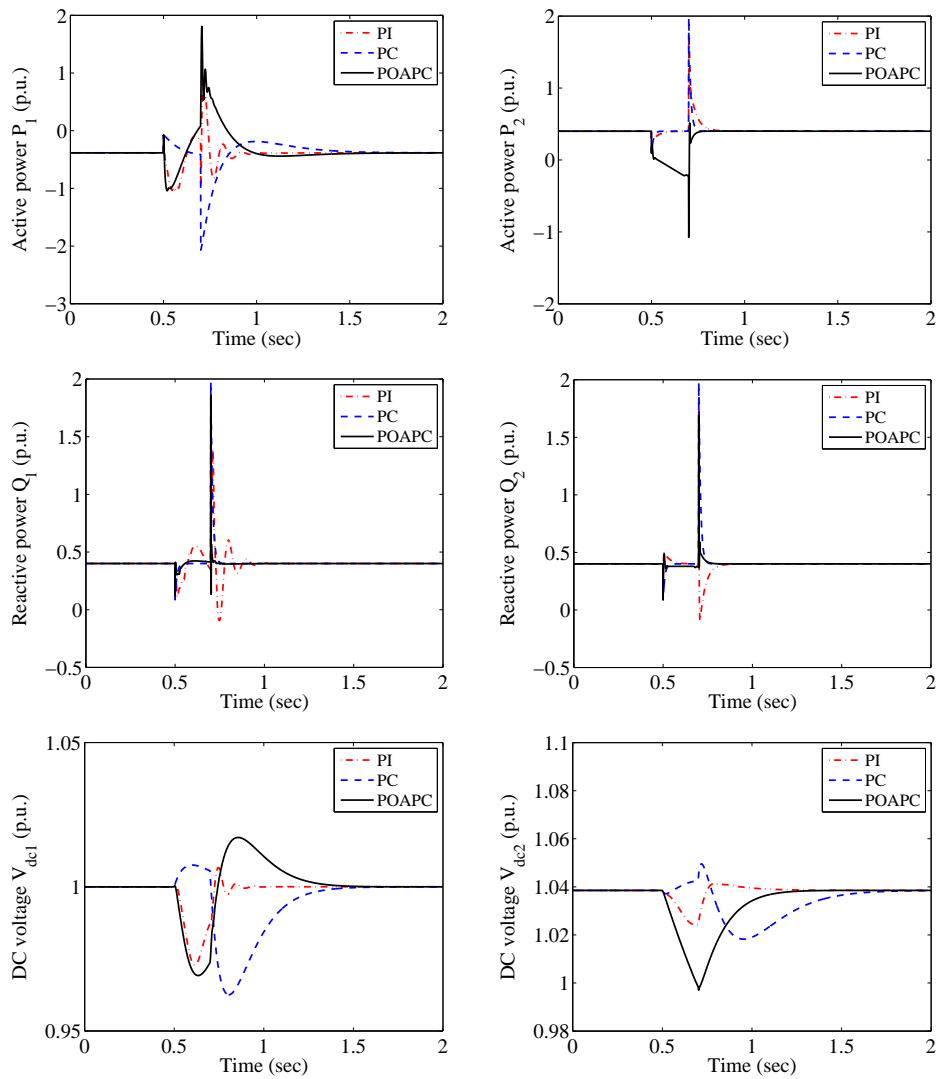 2
1
0
−1
−2
−3
0
0.5
1
1.5
2
Time (sec)
Active power P_1 (p.u.)
PI
PC
POAPC
2
1
0
−1
−2
0
0.5
1
1.5
2
Time (sec)
Active power P_2 (p.u.)
PI
PC
POAPC
2
1.5
1
0.5
0
−0.5
0
0.5
1
1.5
2
Time (sec)
Reactive power Q_1 (p.u.)
PI
PC
POAPC
2
1.5
1
0.5
0
−0.5
0
0.5
1
1.5
2
Time (sec)
Reactive power Q_2 (p.u.)
PI
PC
POAPC
1.05
1
0.95
0
0.5
1
1.5
2
Time (sec)
DC voltage V_dc1 (p.u.)
PI
PC
POAPC
1.1
1.08
1.06
1.04
1.02
1
0.98
0
0.5
1
1.5
2
Time (sec)
DC voltage V_dc2 (p.u.)
PI
PC
POAPC